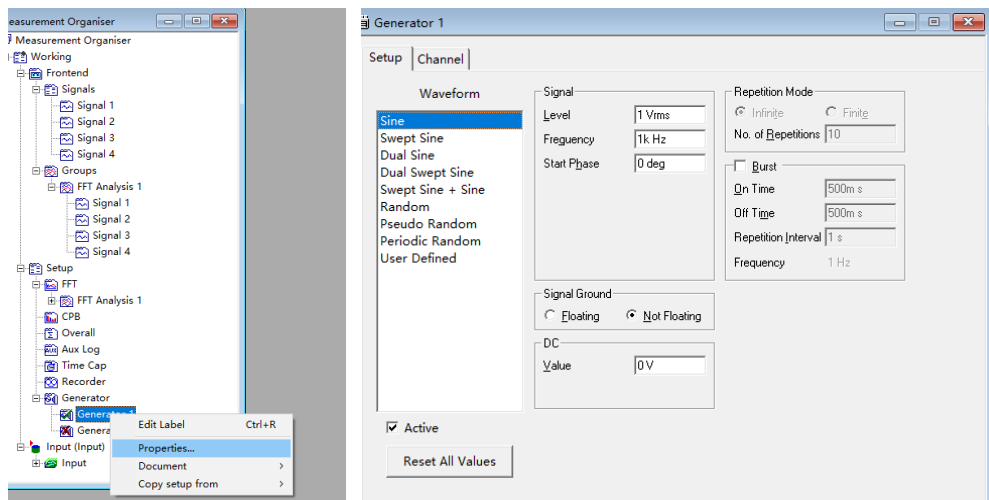 easurement Organiser
Measurement Organiser
Working
Frontend
Signals
Signal 1
Signal 2
Signal 3
Signal 4
Groups
FFT Analysis 1
Signal 1
Signal 2
Signal 3
Signal 4
Setup
FFT
FFT Analysis 1
CPB
Overall
Aux Log
Time Cap
Recorder
Generator
Generator 1
Genera
Input (Input)
Input
Edit Label Ctrl+R
Properties...
Document
Copy setup from
Generator 1
Setup Channel
Waveform
Sine
Swept Sine
Dual Sine
Dual Swept Sine
Swept Sine + Sine
Random
Pseudo Random
Periodic Random
User Defined
Active
Reset All Values
Signal
Level 1 Vrms
Frequency 1k Hz
Start Phase 0 deg
Signal Ground
Floating Not Floating
DC
Value 0 V
Repetition Mode
Infinite Finite
No. of Repetitions 10
Burst
On Time 500m s
Off Time 500m s
Repetition Interval 1 s
Frequency 1 Hz